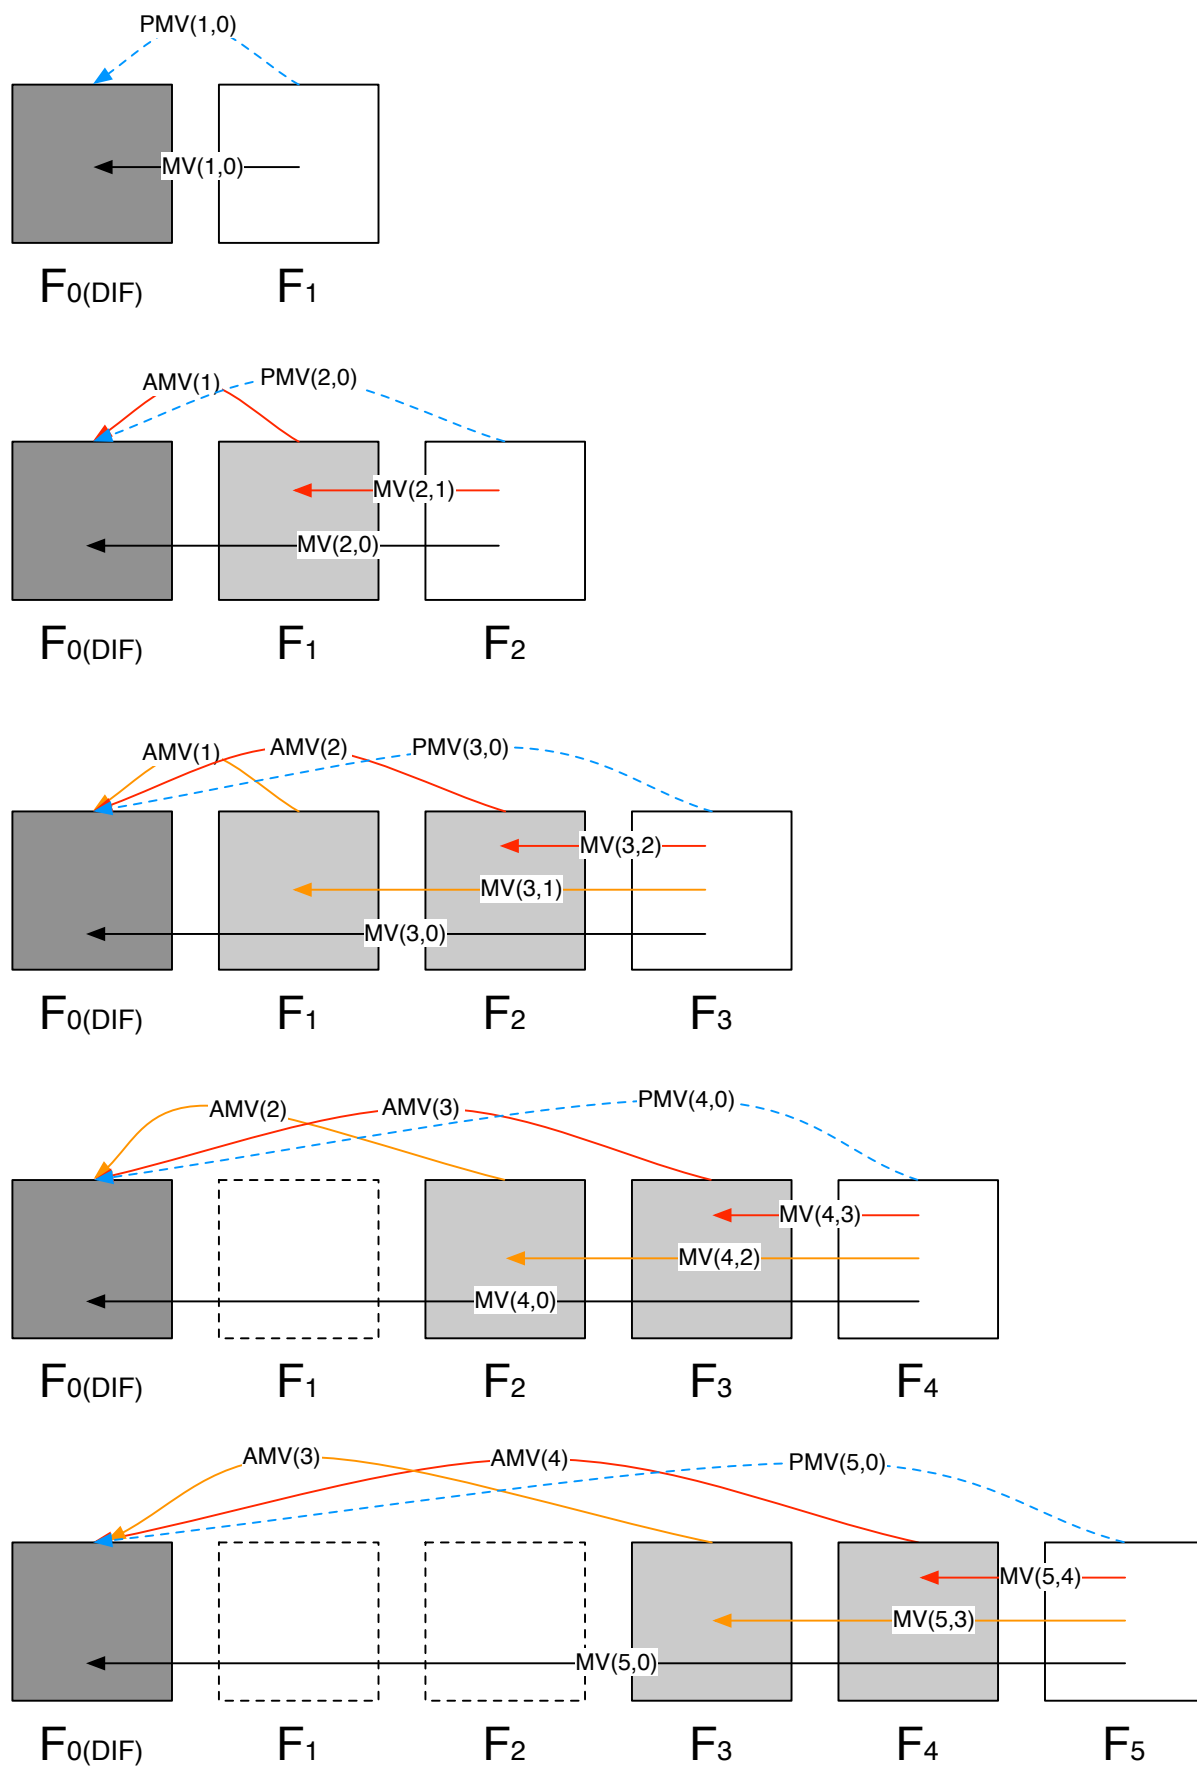 PMV(1,0)
MV(1,0)
F0(DIF) F1
AMV(1) PMV(2,0)
MV(2,1)
MV(2,0)
F0(DIF) F1 F2
AMV(1) AMV(2) PMV(3,0)
MV(3,2)
MV(3,1)
MV(3,0)
F0(DIF) F1 F2 F3
AMV(2) AMV(3) PMV(4,0)
MV(4,3)
MV(4,2)
MV(4,0)
F0(DIF) F1 F2 F3 F4
AMV(3) AMV(4) PMV(5,0)
MV(5,4)
MV(5,3)
MV(5,0)
F0(DIF) F1 F2 F3 F4 F5